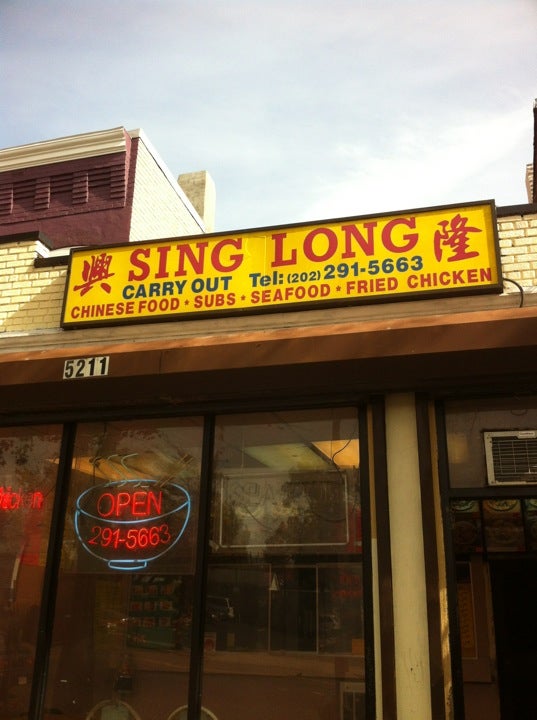 興 SING LONG 隆
CARRY OUT Tel: (202) 291-5663
CHINESE FOOD * SUBS * SEAFOOD * FRIED CHICKEN
5211
OPEN
291-5663